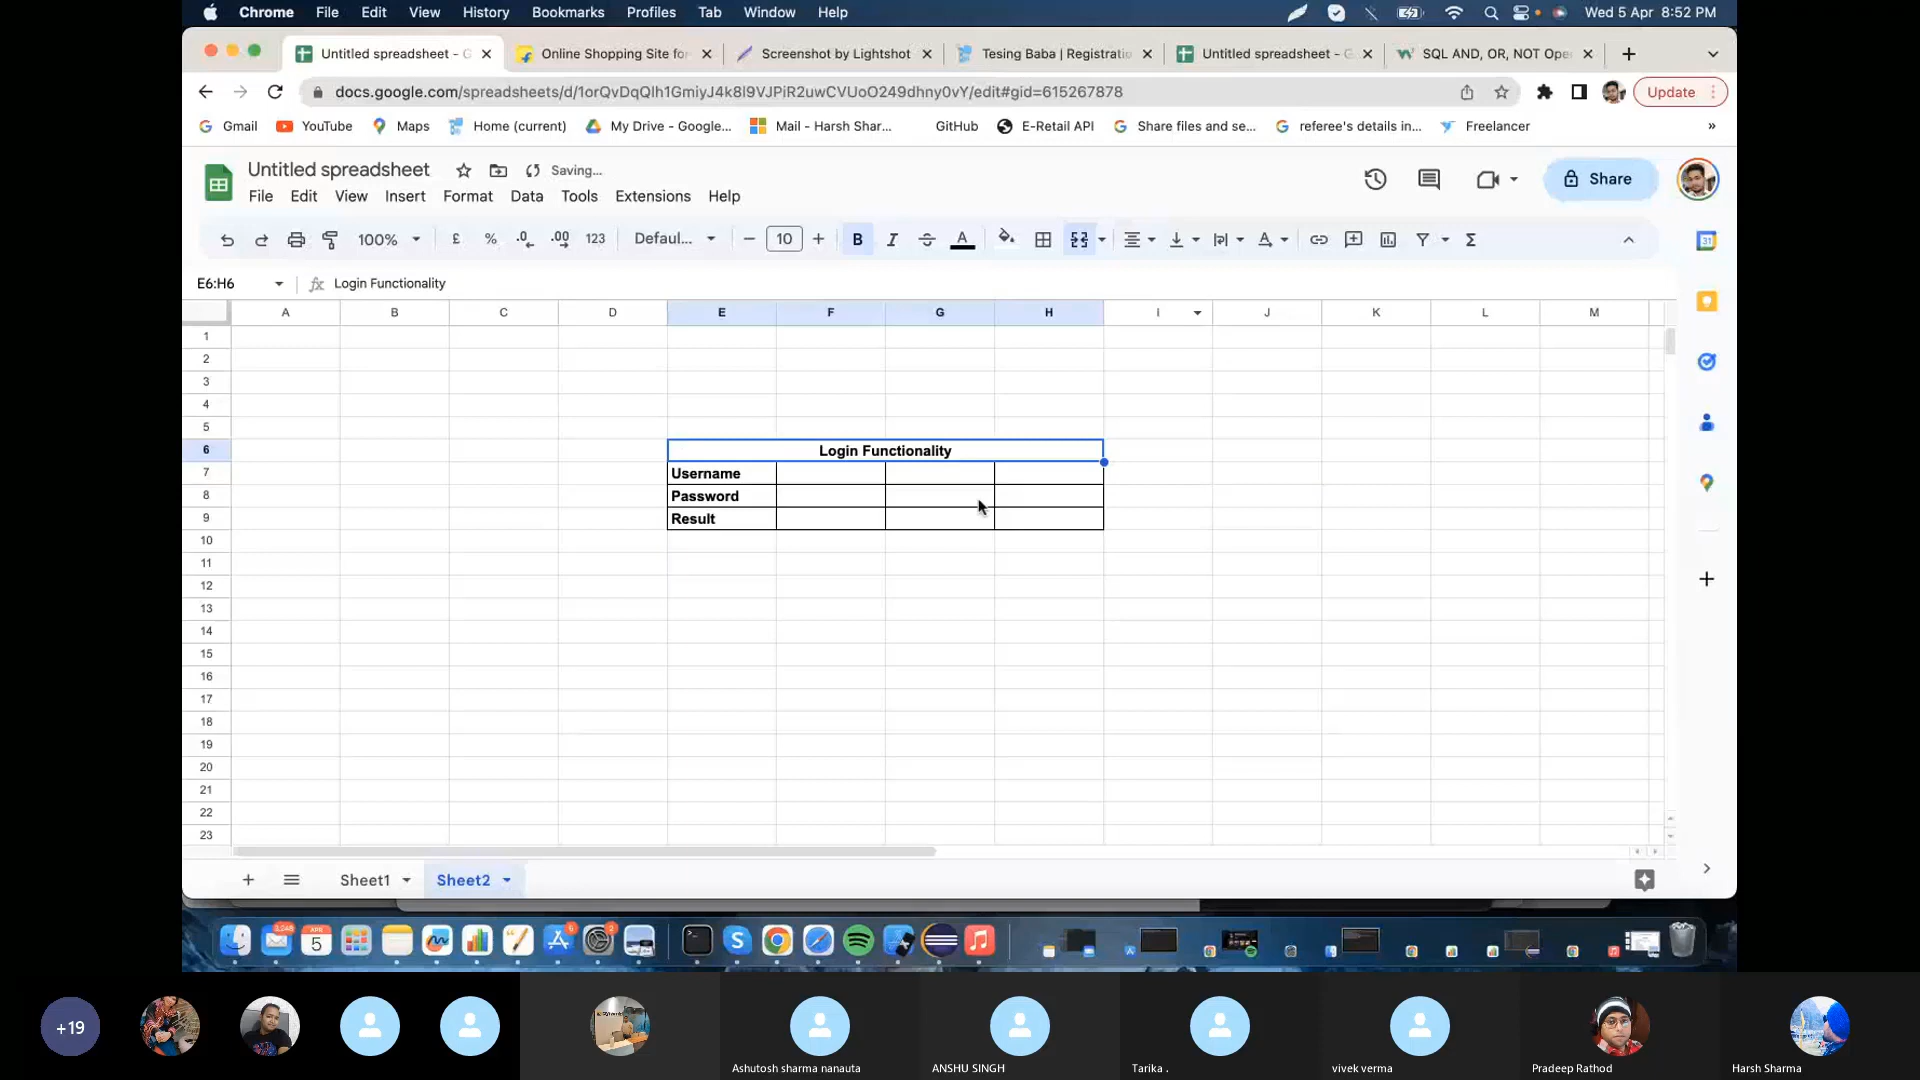 Chrome File Edit View History Bookmarks Profiles Tab Window Help Wed 5 Apr 8:52 PM
Untitled spreadsheet - G Online Shopping Site for Screenshot by Lightshot Tesing Baba | Registratio Untitled spreadsheet - G SQL AND, OR, NOT Ope
docs.google.com/spreadsheets/d/1orQvDqQlh1GmiyJ4k8l9VJPiR2uwCVUoO249dhny0vY/edit#gid=615267878 Update
Gmail YouTube Maps Home (current) My Drive - Google... Mail - Harsh Shar... GitHub E-Retail API Share files and se... referee's details in... Freelancer »
Untitled spreadsheet Saving...
Share
File Edit View Insert Format Data Tools Extensions Help
100% £ % .0 .00 123 Defaul... 10 B I A Σ
E6:H6 fx Login Functionality
A B C D E F G H I J K L M
1
2
3
4
5
6 Login Functionality
7 Username
8 Password
9 Result
10
11
12
13
14
15
16
17
18
19
20
21
22
23
Sheet1 Sheet2
+19
Ashutosh sharma nanauta ANSHU SINGH Tarika . vivek verma Pradeep Rathod Harsh Sharma